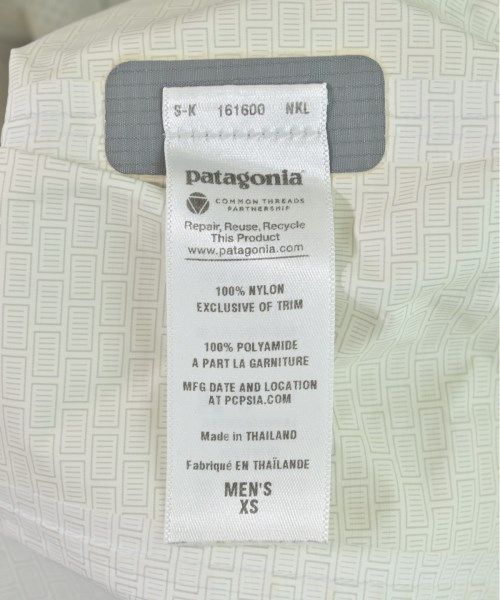 S-K 161600 NKL
patagonia
COMMON THREADS
PARTNERSHIP
Repair, Reuse, Recycle
This Product
www.patagonia.com
100% NYLON
EXCLUSIVE OF TRIM
100% POLYAMIDE
A PART LA GARNITURE
MFG DATE AND LOCATION
AT PCPSIA.COM
Made in THAILAND
Fabriqué EN THAÏLANDE
MEN'S
XS